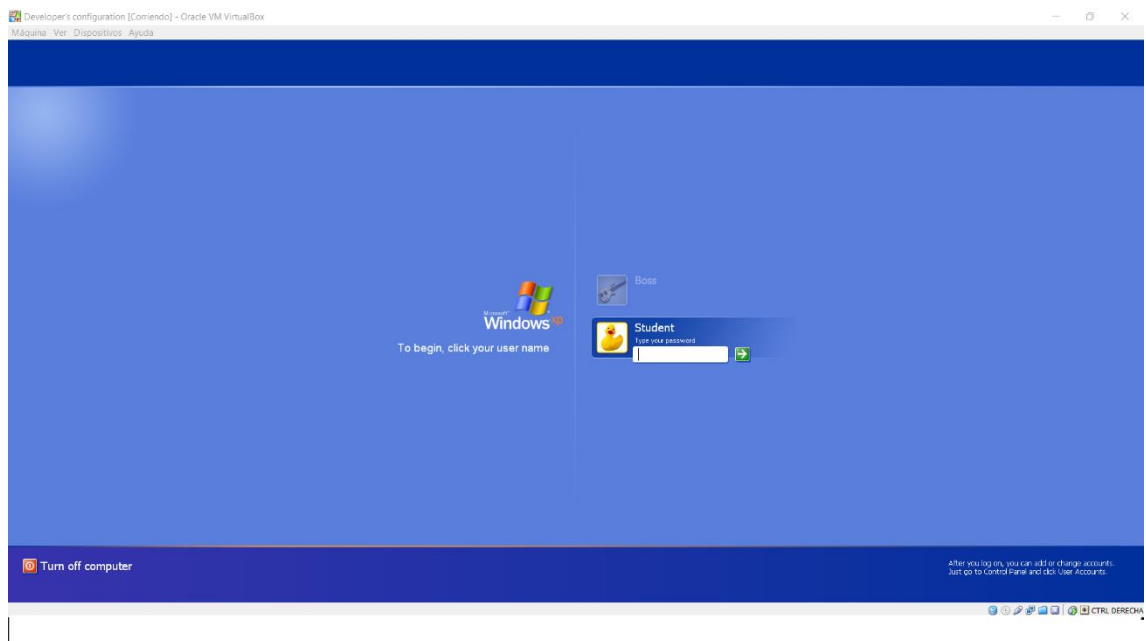 Developer's configuration [Corriendo] - Oracle VM VirtualBox
Máquina Ver Dispositivos Ayuda
Boss
Microsoft
Windows xp
To begin, click your user name
Student
Type your password
Turn off computer
After you log on, you can add or change accounts.
Just go to Control Panel and click User Accounts.
CTRL DERECHA